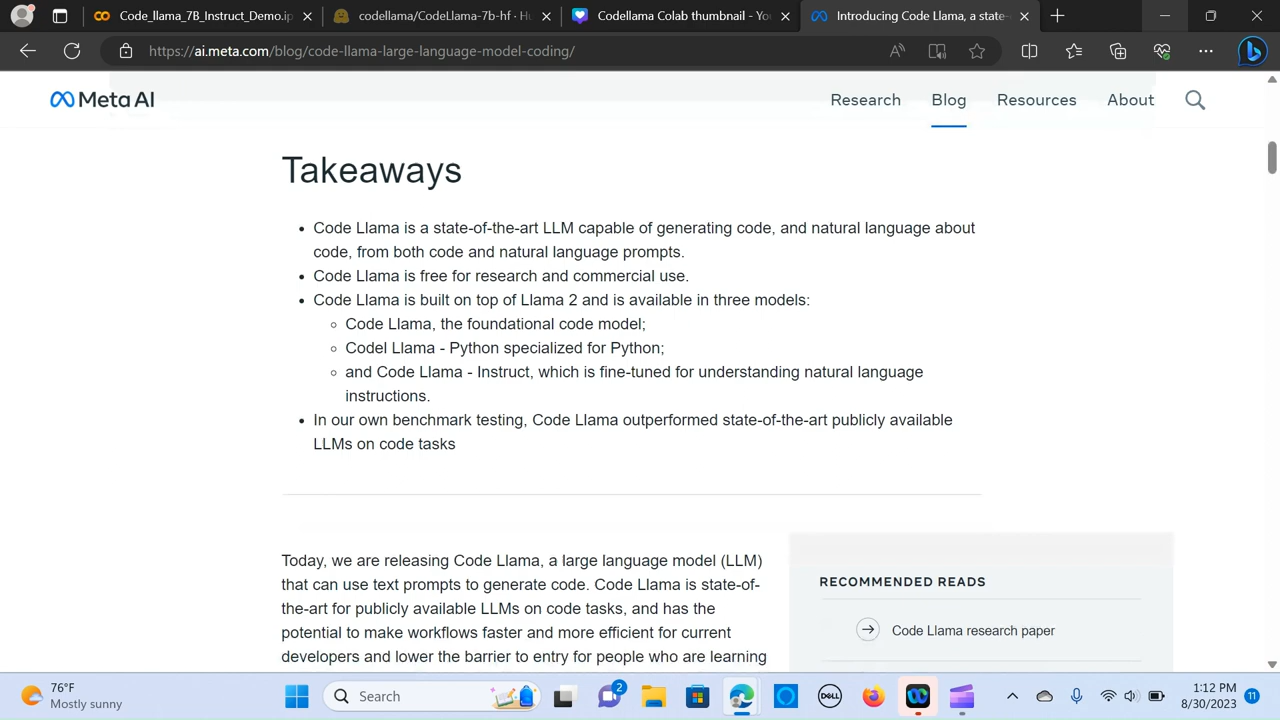 Code_llama_7B_Instruct_Demo.ip
codellama/CodeLlama-7b-hf · Hu
Codellama Colab thumbnail - You
Introducing Code Llama, a state-
https://ai.meta.com/blog/code-llama-large-language-model-coding/
Meta AI
Research
Blog
Resources
About
Takeaways
Code Llama is a state-of-the-art LLM capable of generating code, and natural language about
code, from both code and natural language prompts.
Code Llama is free for research and commercial use.
Code Llama is built on top of Llama 2 and is available in three models:
Code Llama, the foundational code model;
Codel Llama - Python specialized for Python;
and Code Llama - Instruct, which is fine-tuned for understanding natural language
instructions.
In our own benchmark testing, Code Llama outperformed state-of-the-art publicly available
LLMs on code tasks
Today, we are releasing Code Llama, a large language model (LLM)
that can use text prompts to generate code. Code Llama is state-of-
the-art for publicly available LLMs on code tasks, and has the
potential to make workflows faster and more efficient for current
developers and lower the barrier to entry for people who are learning
RECOMMENDED READS
Code Llama research paper
76°F
Mostly sunny
Search
2
DELL
1:12 PM
8/30/2023
11